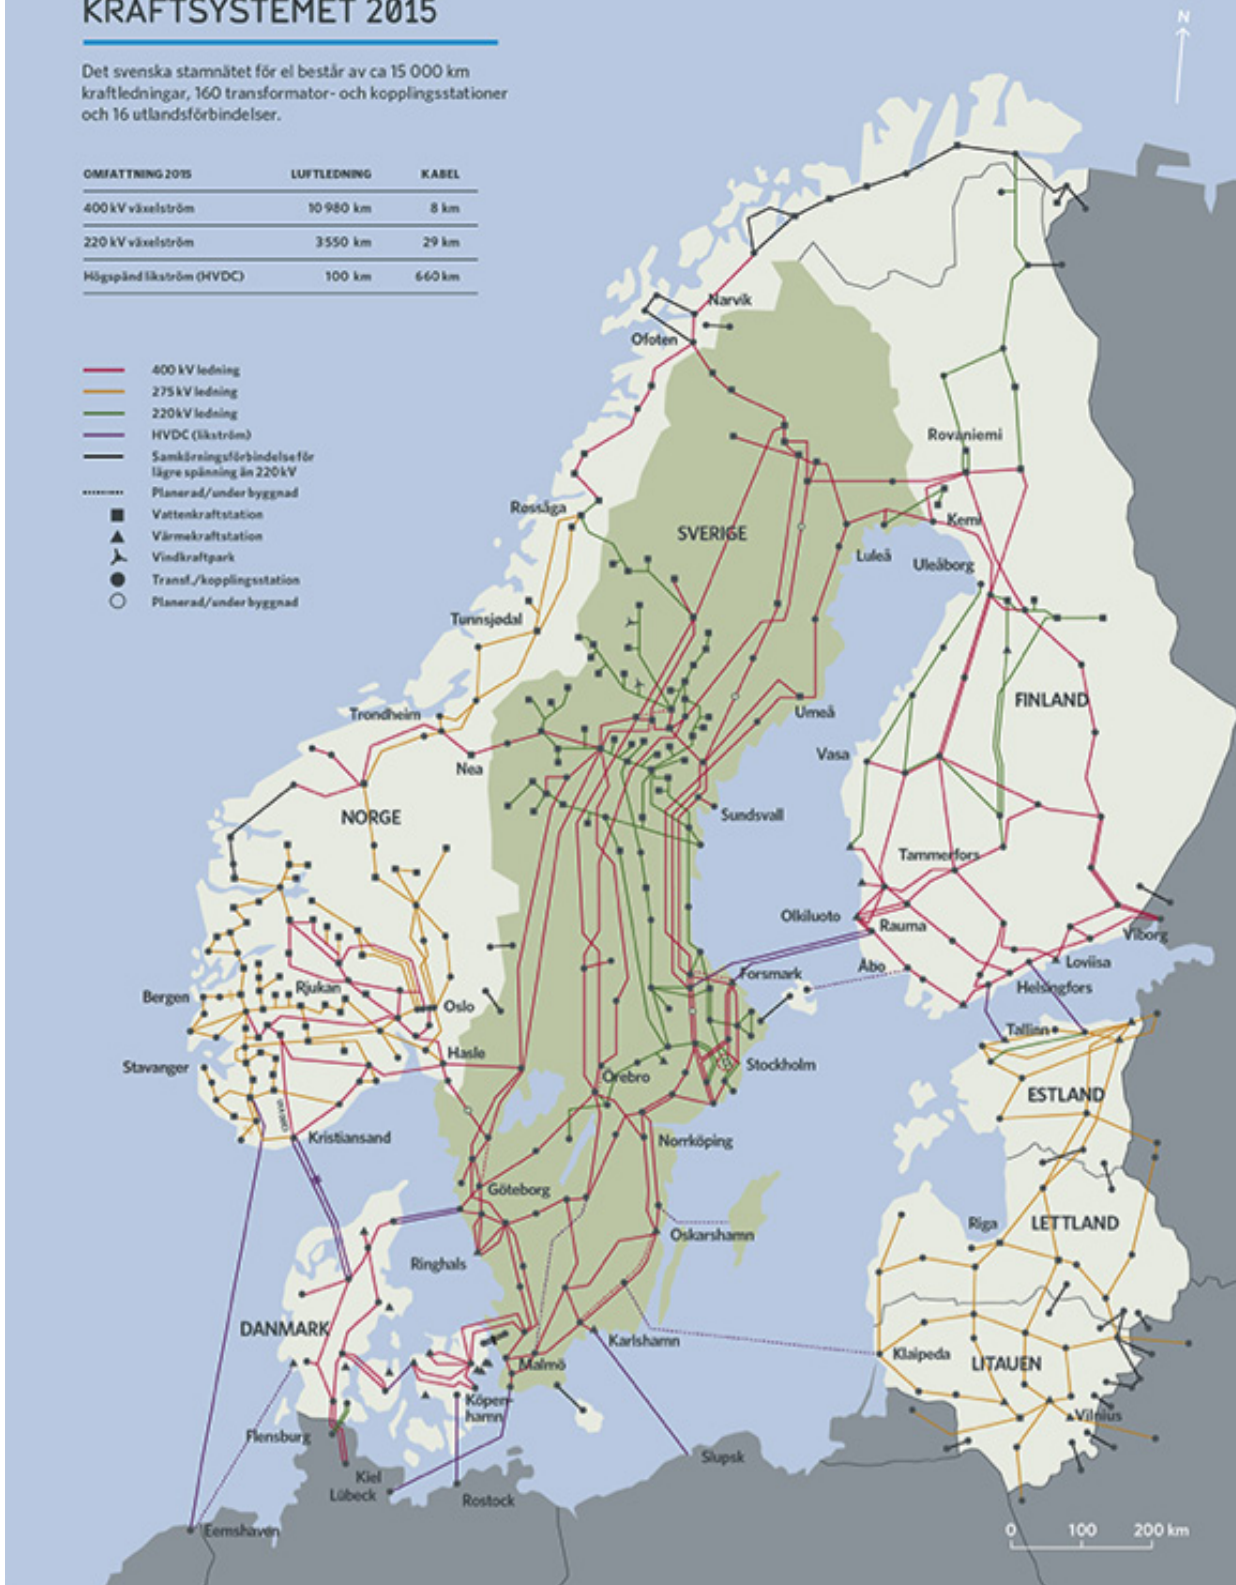 KRAFTSYSTEMET 2015
Det svenska stamnätet för el består av ca 15 000 km
kraftledningar, 160 transformator- och kopplingsstationer
och 16 utlandsförbindelser.
OMFATTNING 2015 LUFTLEDNING KABEL
400 kV växelström 10 980 km 8 km
220 kV växelström 3550 km 29 km
Högspänd likström (HVDC) 100 km 660 km
400 kV ledning
275 kV ledning
220 kV ledning
HVDC (likström)
Samkörningsförbindelse för
lägre spänning än 220 kV
Planerad/under byggnad
Vattenkraftstation
Värmekraftstation
Vindkraftpark
Transf./kopplingsstation
Planerad/under byggnad
N
Narvik
Ofoten
Rovaniemi
Røssåga
SVERIGE
Kemi
Luleå
Uleåborg
Tunnsjødal
FINLAND
Trondheim
Umeå
Vasa
Nea
NORGE
Sundsvall
Tammerfors
Olkiluoto
Rauma
Viborg
Åbo
Loviisa
Forsmark
Helsingfors
Bergen
Rjukan
Oslo
Tallinn
Hasle
Stavanger
Örebro
Stockholm
ESTLAND
Kristiansand
Norrköping
Göteborg
Riga
LETTLAND
Oskarshamn
Ringhals
DANMARK
Karlshamn
Klaipeda
LITAUEN
Malmö
Köpen-
hamn
Vilnius
Flensburg
Kiel
Lübeck
Rostock
Slupsk
Eemshaven
0 100 200 km